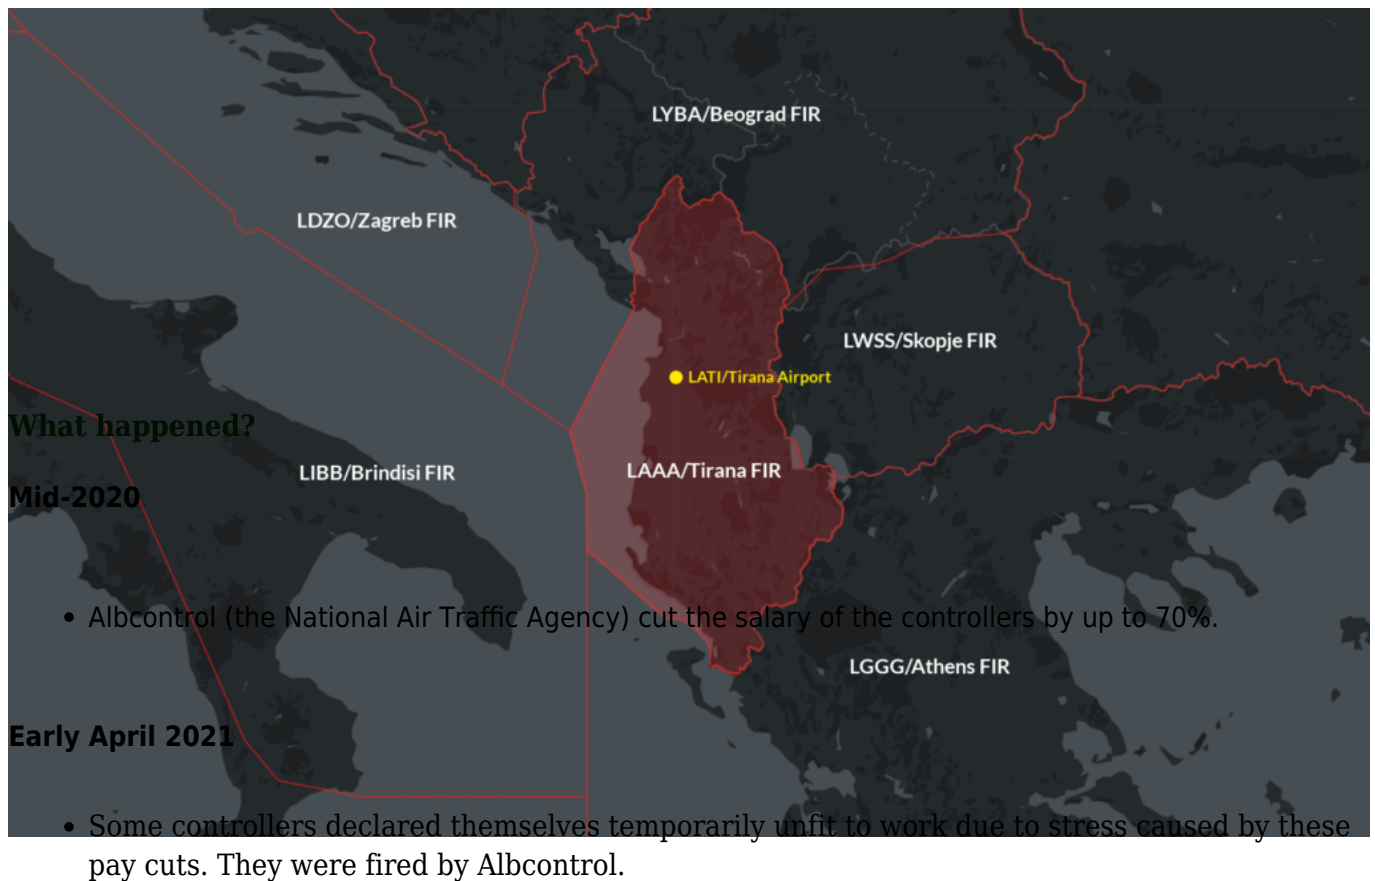 LYBA/Beograd FIR
LDZO/Zagreb FIR
LWSS/Skopje FIR
LATI/Tirana Airport
What happened?
LIBB/Brindisi FIR
LAAA/Tirana FIR
Mid-2020
• Albcontrol (the National Air Traffic Agency) cut the salary of the controllers by up to 70%.
LGGG/Athens FIR
Early April 2021
• Some controllers declared themselves temporarily unfit to work due to stress caused by these
pay cuts. They were fired by Albcontrol.